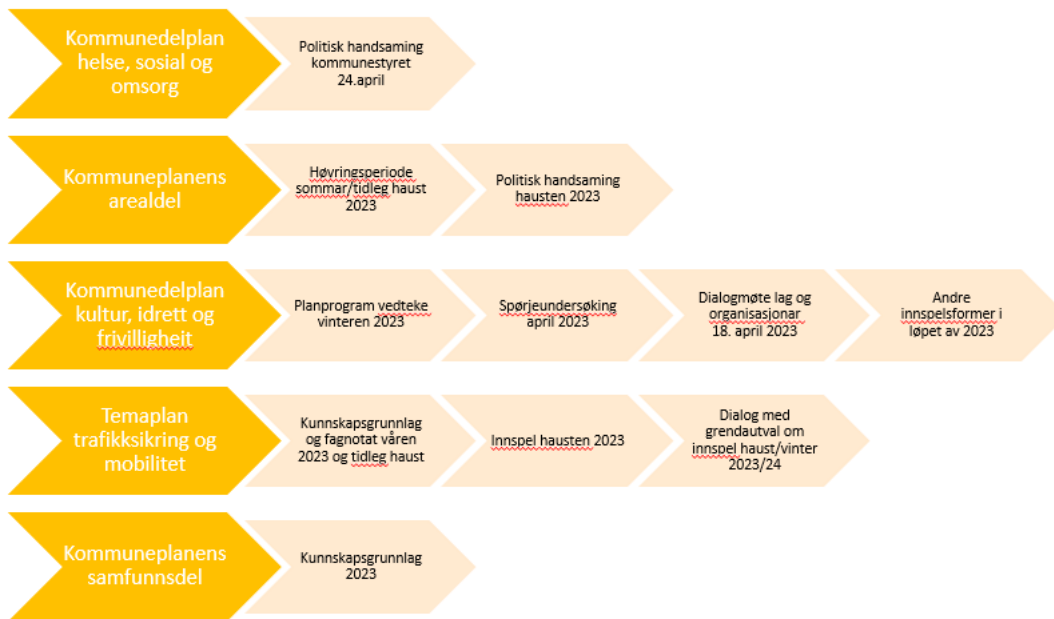 Kommunedelplan
helse, sosial og
omsorg
Politisk handsaming
kommunestyret
24.april
Kommuneplanens
arealdel
Høvringsperiode
sommar/tidleg haust
2023
Politisk handsaming
hausten 2023
Kommunedelplan
kultur, idrett og
frivilligheit
Planprogram vedteke
vinteren 2023
Spørjeundersøking
april 2023
Dialogmøte lag og
organisasjonar
18. april 2023
Andre
innspelsformer i
løpet av 2023
Temaplan
trafikksikring og
mobilitet
Kunnskapsgrunnlag
og fagnotat våren
2023 og tidleg haust
Innspel hausten 2023
Dialog med
grendautval om
innspel haust/vinter
2023/24
Kommuneplanens
samfunnsdel
Kunnskapsgrunnlag
2023